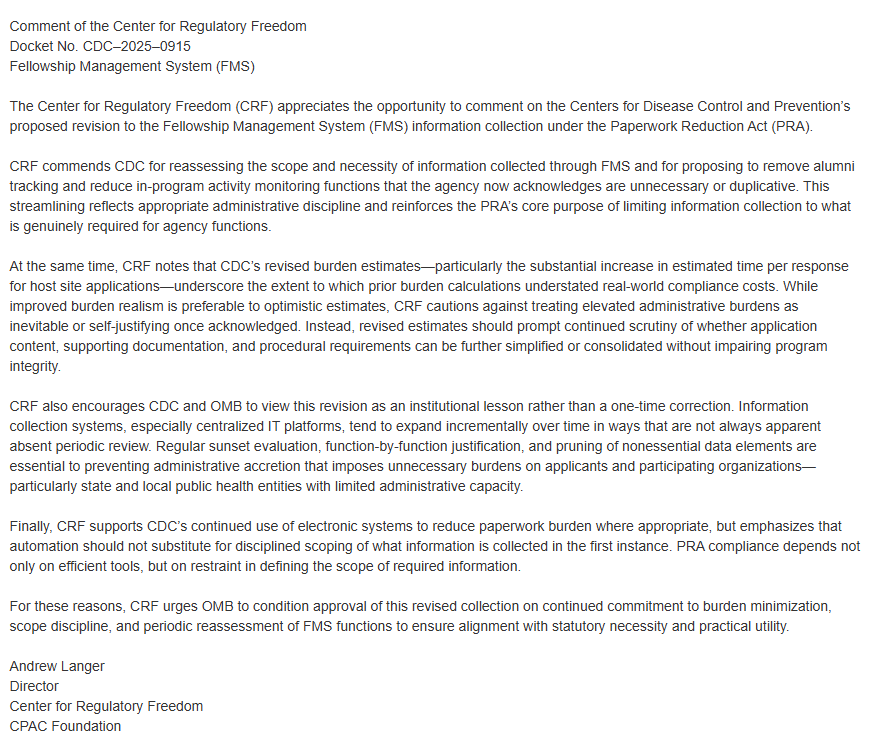 Comment of the Center for Regulatory Freedom
Docket No. CDC–2025–0915
Fellowship Management System (FMS)
The Center for Regulatory Freedom (CRF) appreciates the opportunity to comment on the Centers for Disease Control and Prevention’s
proposed revision to the Fellowship Management System (FMS) information collection under the Paperwork Reduction Act (PRA).
CRF commends CDC for reassessing the scope and necessity of information collected through FMS and for proposing to remove alumni
tracking and reduce in-program activity monitoring functions that the agency now acknowledges are unnecessary or duplicative. This
streamlining reflects appropriate administrative discipline and reinforces the PRA’s core purpose of limiting information collection to what
is genuinely required for agency functions.
At the same time, CRF notes that CDC’s revised burden estimates—particularly the substantial increase in estimated time per response
for host site applications—underscore the extent to which prior burden calculations understated real-world compliance costs. While
improved burden realism is preferable to optimistic estimates, CRF cautions against treating elevated administrative burdens as
inevitable or self-justifying once acknowledged. Instead, revised estimates should prompt continued scrutiny of whether application
content, supporting documentation, and procedural requirements can be further simplified or consolidated without impairing program
integrity.
CRF also encourages CDC and OMB to view this revision as an institutional lesson rather than a one-time correction. Information
collection systems, especially centralized IT platforms, tend to expand incrementally over time in ways that are not always apparent
absent periodic review. Regular sunset evaluation, function-by-function justification, and pruning of nonessential data elements are
essential to preventing administrative accretion that imposes unnecessary burdens on applicants and participating organizations—
particularly state and local public health entities with limited administrative capacity.
Finally, CRF supports CDC’s continued use of electronic systems to reduce paperwork burden where appropriate, but emphasizes that
automation should not substitute for disciplined scoping of what information is collected in the first instance. PRA compliance depends not
only on efficient tools, but on restraint in defining the scope of required information.
For these reasons, CRF urges OMB to condition approval of this revised collection on continued commitment to burden minimization,
scope discipline, and periodic reassessment of FMS functions to ensure alignment with statutory necessity and practical utility.
Andrew Langer
Director
Center for Regulatory Freedom
CPAC Foundation